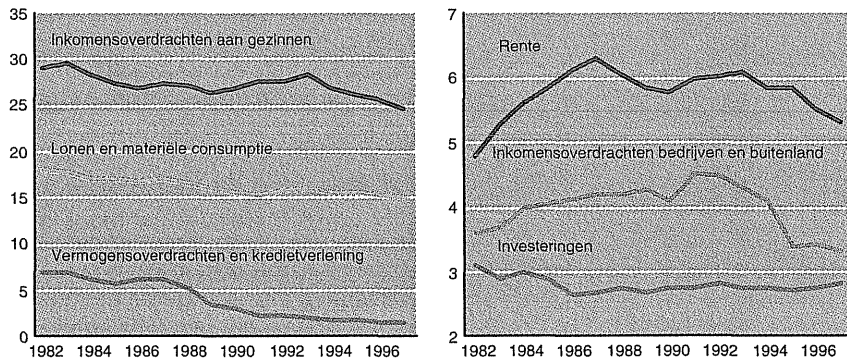 35
30
25
20
15
10
5
0
Inkomensoverdrachten aan gezinnen
Lonen en materiële consumptie
Vermogensoverdrachten en kredietverlening
1982 1984 1986 1988 1990 1992 1994 1996
7
6
5
4
3
2
Rente
Inkomensoverdrachten bedrijven en buitenland
Investeringen
1982 1984 1986 1988 1990 1992 1994 1996